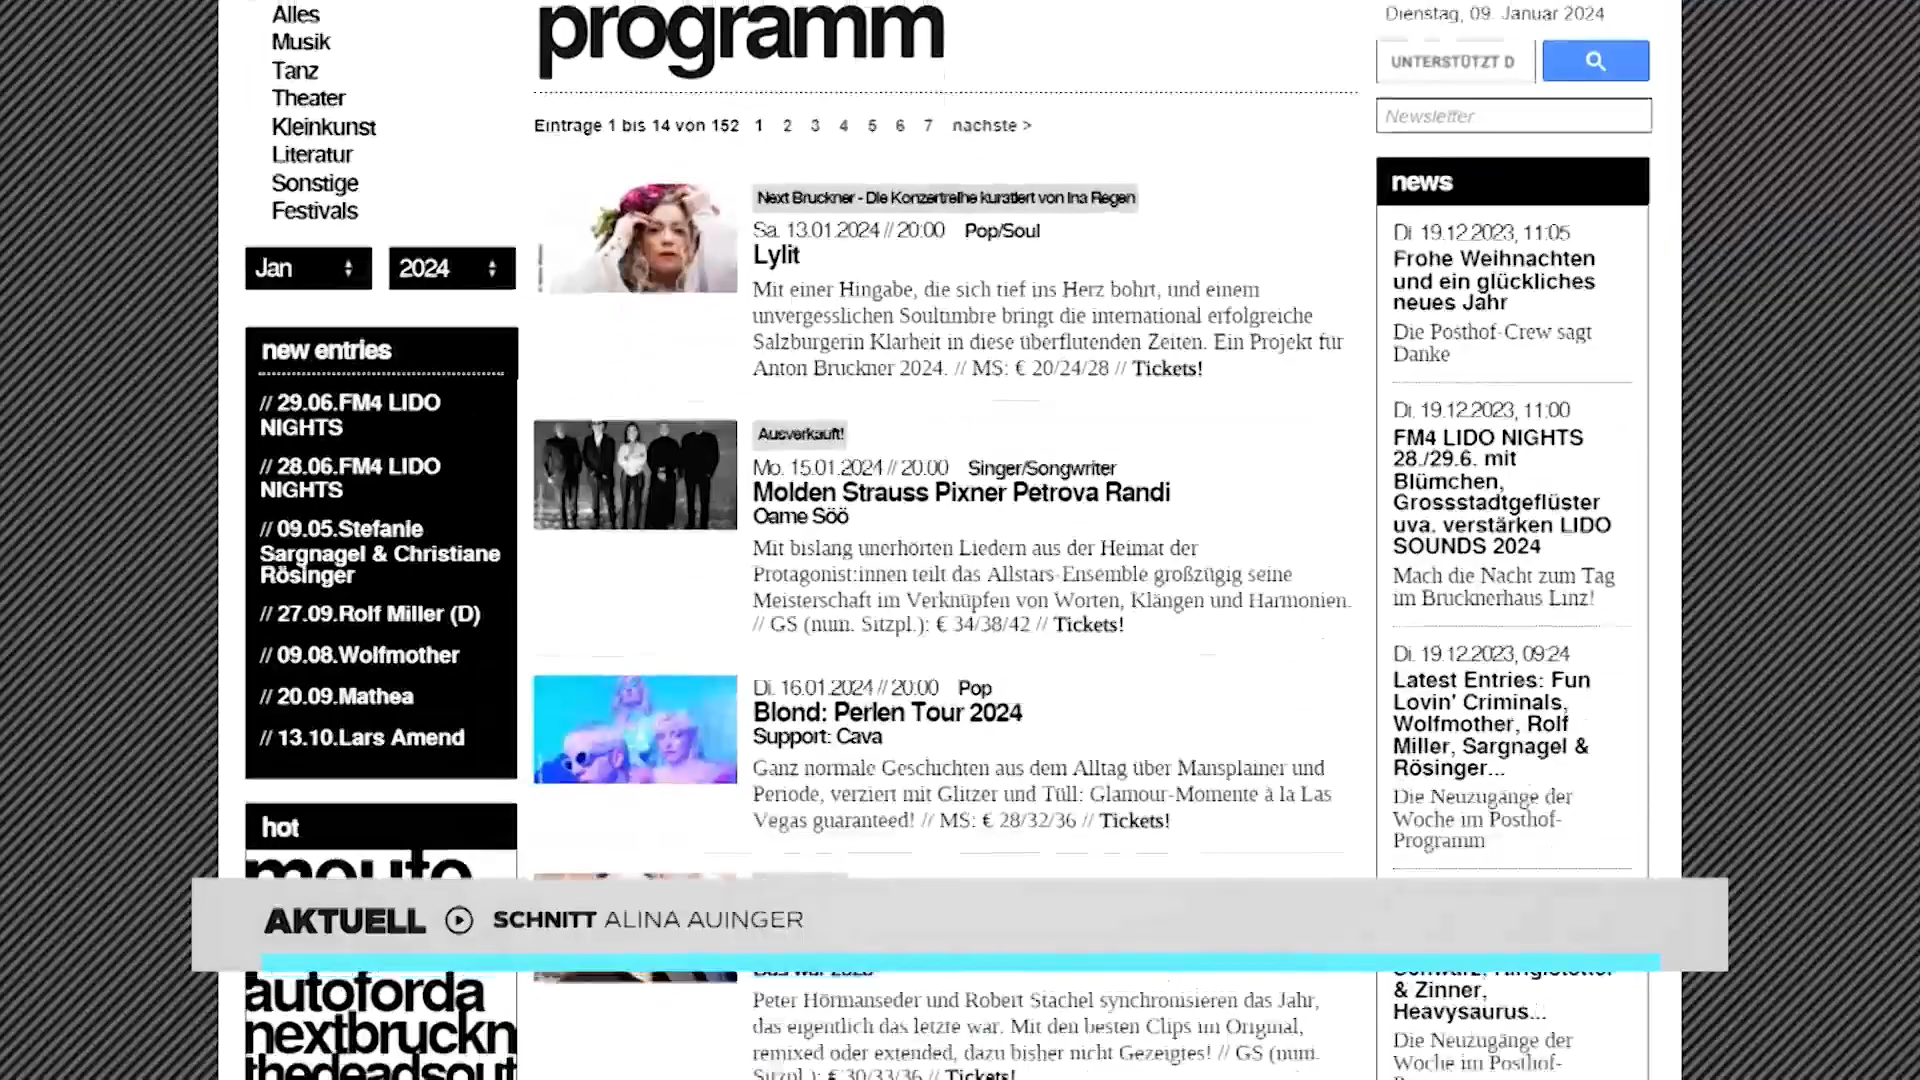 Alles
Musik
Tanz
Theater
Kleinkunst
Literatur
Sonstige
Festivals
Jan
2024
new entries
// 29.06.FM4 LIDO
NIGHTS
// 28.06.FM4 LIDO
NIGHTS
// 09.05.Stefanie
Sargnagel & Christiane
Rösinger
// 27.09.Rolf Miller (D)
// 09.08.Wolfmother
// 20.09.Mathea
// 13.10.Lars Amend
hot
autoforda
nextbruckn
thedeadsout
programm
Einträge 1 bis 14 von 152 1 2 3 4 5 6 7 nächste >
Next Bruckner - Die Konzertreihe kuratiert von Ina Regen
Sa. 13.01.2024 // 20:00 Pop/Soul
Lylit
Mit einer Hingabe, die sich tief ins Herz bohrt, und einem
unvergesslichen Soultimbre bringt die international erfolgreiche
Salzburgerin Klarheit in diese überflutenden Zeiten. Ein Projekt für
Anton Bruckner 2024. // MS: € 20/24/28 // Tickets!
Ausverkauft!
Mo. 15.01.2024 // 20:00 Singer/Songwriter
Molden Strauss Pixner Petrova Randi
Oame Söö
Mit bislang unerhörten Liedern aus der Heimat der
Protagonist:innen teilt das Allstars-Ensemble großzügig seine
Meisterschaft im Verknüpfen von Worten, Klängen und Harmonien.
// GS (num. Sitzpl.): € 34/38/42 // Tickets!
Di. 16.01.2024 // 20:00 Pop
Blond: Perlen Tour 2024
Support: Cava
Ganz normale Geschichten aus dem Alltag über Mansplainer und
Periode, verziert mit Glitzer und Tüll: Glamour-Momente à la Las
Vegas guaranteed! // MS: € 28/32/36 // Tickets!
Peter Hörmanseder und Robert Stachel synchronisieren das Jahr,
das eigentlich das letzte war. Mit den besten Clips im Original,
remixed oder extended, dazu bisher nicht Gezeigtes! // GS (num.
Sitzpl.): € 30/33/36 // Tickets!
Dienstag, 09. Januar 2024
UNTERSTÜTZT D
Newsletter
news
Di. 19.12.2023, 11:05
Frohe Weihnachten
und ein glückliches
neues Jahr
Die Posthof-Crew sagt
Danke
Di. 19.12.2023, 11:00
FM4 LIDO NIGHTS
28./29.6. mit
Blümchen,
Grossstadtgeflüster
uva. verstärken LIDO
SOUNDS 2024
Mach die Nacht zum Tag
im Brucknerhaus Linz!
Di. 19.12.2023, 09:24
Latest Entries: Fun
Lovin' Criminals,
Wolfmother, Rolf
Miller, Sargnagel &
Rösinger...
Die Neuzugänge der
Woche im Posthof-
Programm
& Zinner,
Heavysaurus...
Die Neuzugänge der
Woche im Posthof-
AKTUELL SCHNITT ALINA AUINGER